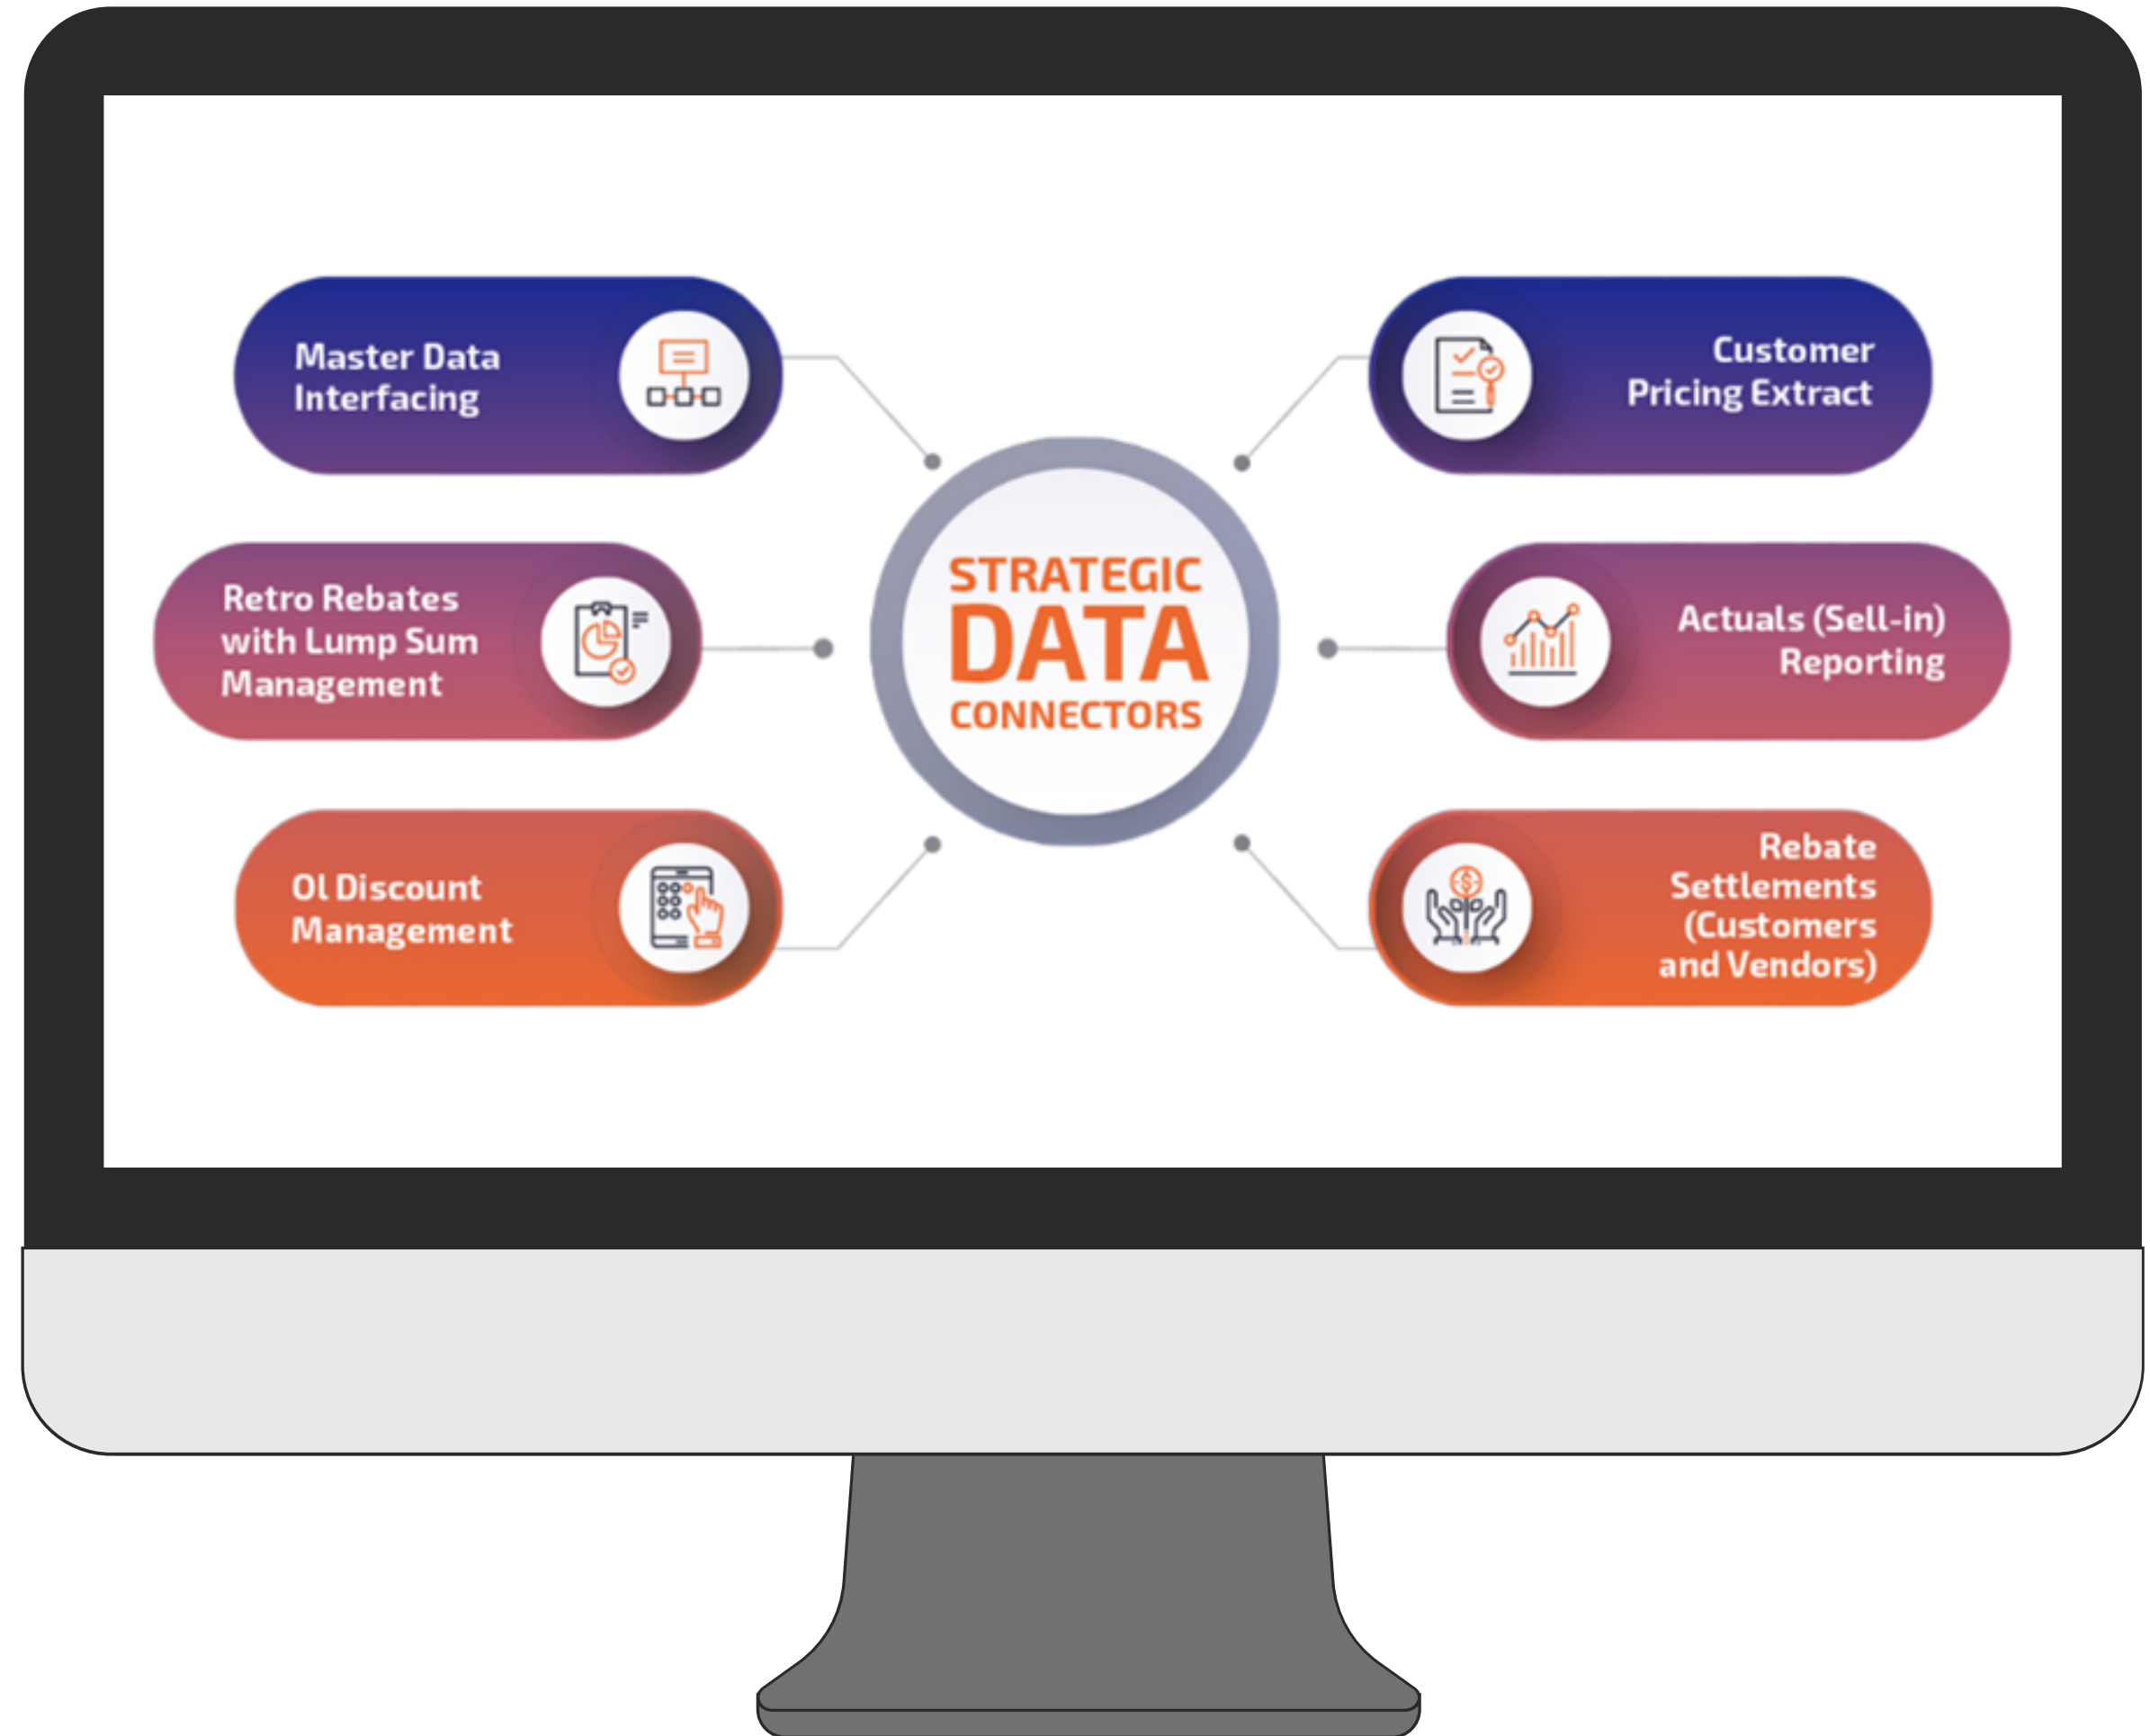 Master Data
Interfacing
Retro Rebates
with Lump Sum
Management
Ol Discount
Management
STRATEGIC
DATA
CONNECTORS
Customer
Pricing Extract
Actuals (Sell-in)
Reporting
Rebate
Settlements
(Customers
and Vendors)